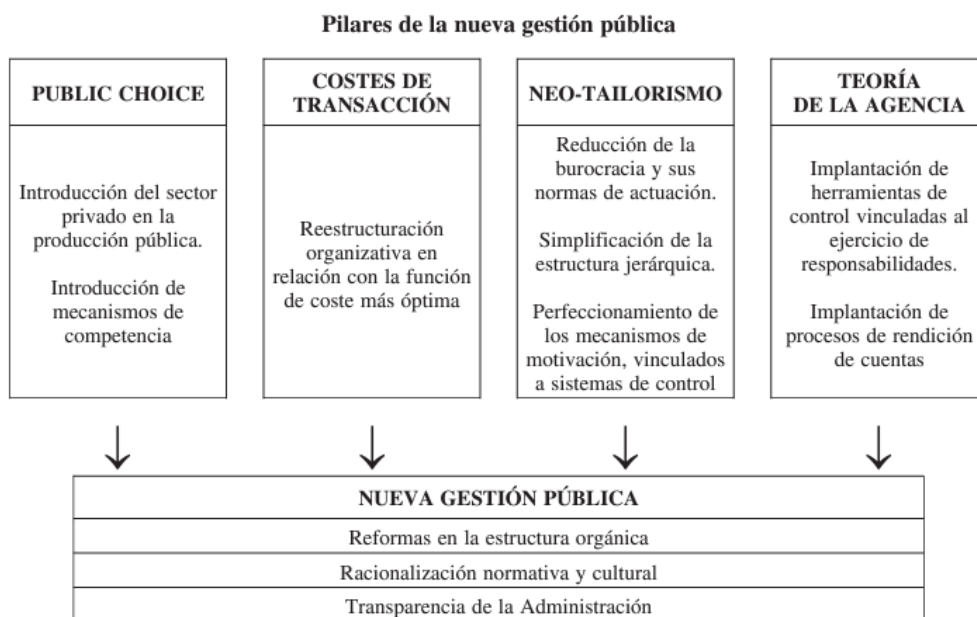 Pilares de la nueva gestión pública
PUBLIC CHOICE
Introducción del sector
privado en la
producción pública.
Introducción de
mecanismos de
competencia
COSTES DE
TRANSACCIÓN
Reestructuración
organizativa en
relación con la función
de coste más óptima
NEO-TAILORISMO
Reducción de la
burocracia y sus
normas de actuación.
Simplificación de la
estructura jerárquica.
Perfeccionamiento de
los mecanismos de
motivación, vinculados
a sistemas de control
TEORÍA
DE LA AGENCIA
Implantación de
herramientas de
control vinculadas al
ejercicio de
responsabilidades.
Implantación de
procesos de rendición
de cuentas
NUEVA GESTIÓN PÚBLICA
Reformas en la estructura orgánica
Racionalización normativa y cultural
Transparencia de la Administración